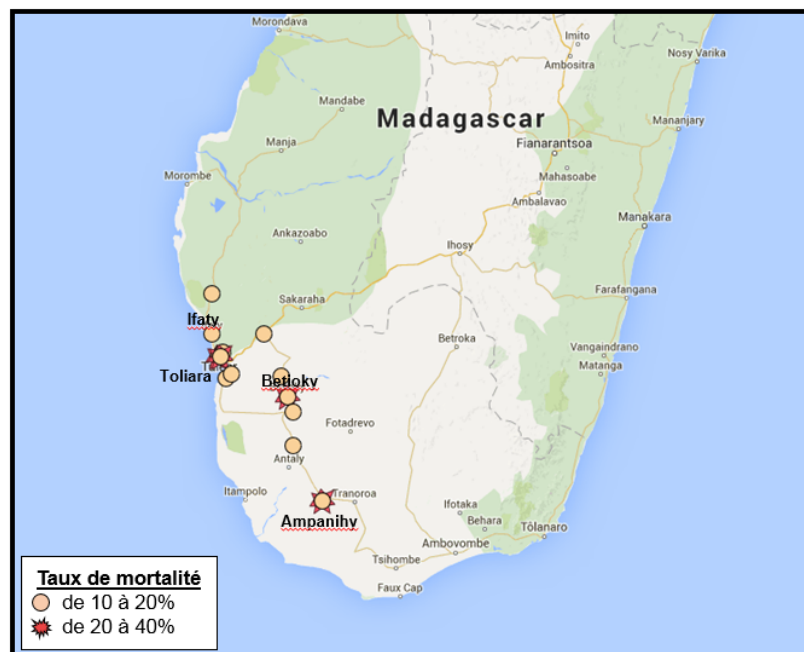 Morondava
Imito
Ambositra
Nosy Varika
Mandabe
Madagascar
Mananjary
Manja
Fianarantsoa
Mahasoabe
Morombe
Ambalavao
Manakara
Ankazoabo
Ihosy
Farafangana
Sakaraha
Ifaty
Betroka
Vangaindrano
Matanga
Toliara
Betioky
Fotadrevo
Antaly
Itampolo
Tranoroa
Ifotaka
Ampanihy
Behara
Tôlanaro
Ambovombe
Tsihombe
Faux Cap
Taux de mortalité
de 10 à 20%
de 20 à 40%